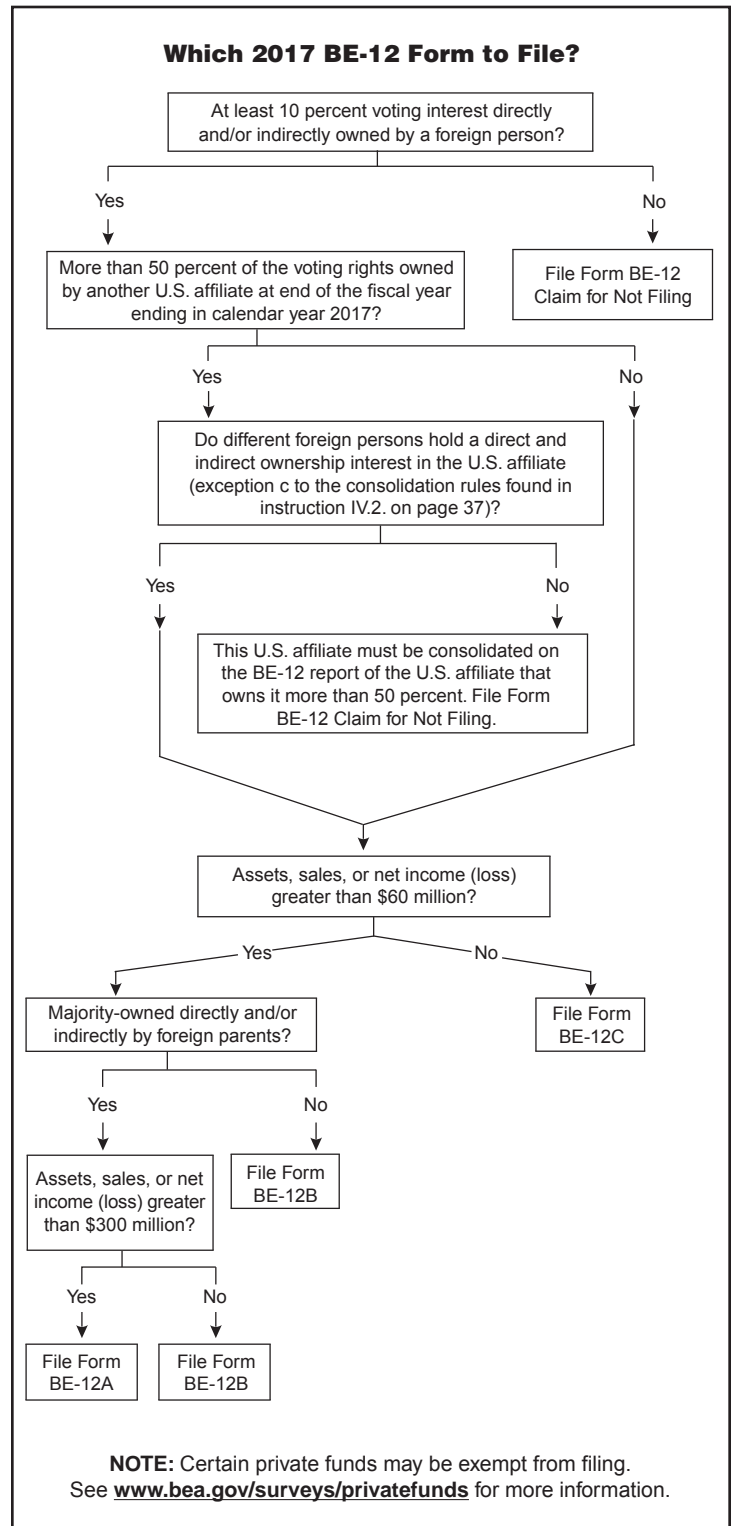 Which 2017 BE-12 Form to File?
At least 10 percent voting interest directly
and/or indirectly owned by a foreign person?
Yes
No
More than 50 percent of the voting rights owned
by another U.S. affiliate at end of the fiscal year
ending in calendar year 2017?
File Form BE-12
Claim for Not Filing
Yes
No
Do different foreign persons hold a direct and
indirect ownership interest in the U.S. affiliate
(exception c to the consolidation rules found in
instruction IV.2. on page 37)?
Yes
No
This U.S. affiliate must be consolidated on
the BE-12 report of the U.S. affiliate that
owns it more than 50 percent. File Form
BE-12 Claim for Not Filing.
Assets, sales, or net income (loss)
greater than $60 million?
Yes
No
Majority-owned directly and/or
indirectly by foreign parents?
File Form
BE-12C
Yes
No
Assets, sales, or net
income (loss) greater
than $300 million?
File Form
BE-12B
Yes
No
File Form
BE-12A
File Form
BE-12B
NOTE: Certain private funds may be exempt from filing.
See www.bea.gov/surveys/privatefunds for more information.